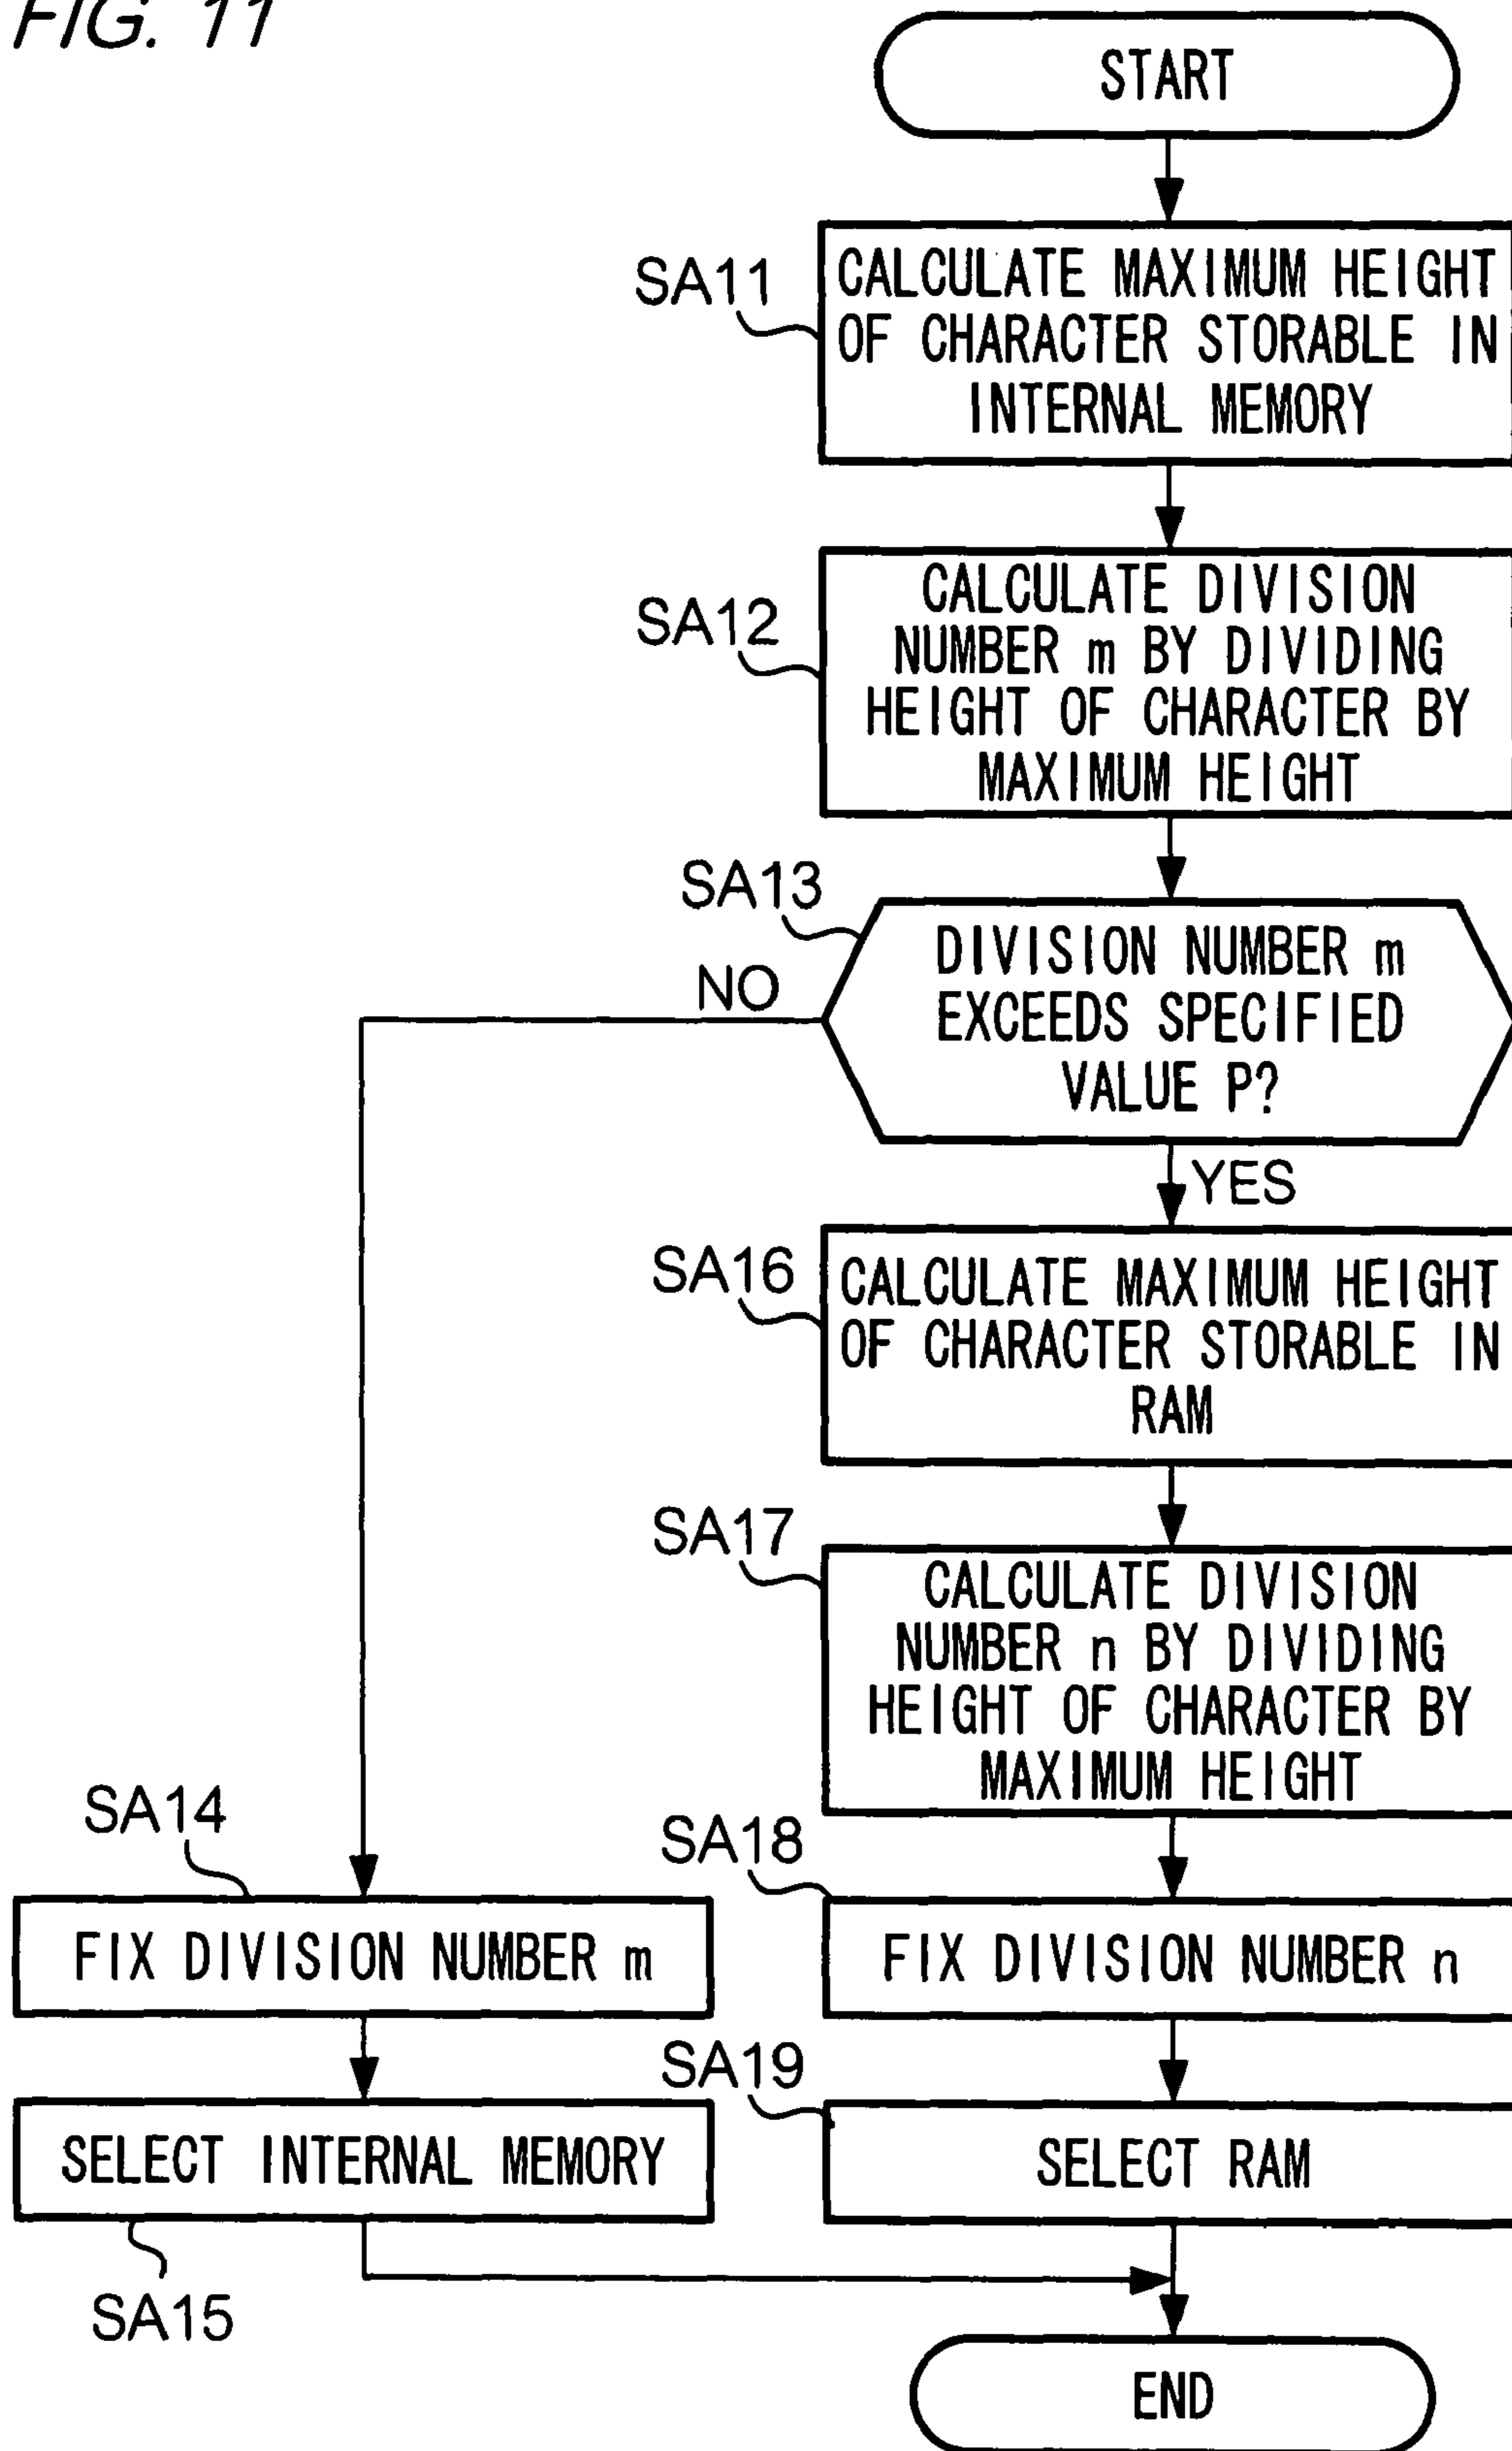 FIG. 11
START
SA11
CALCULATE MAXIMUM HEIGHT
OF CHARACTER STORABLE IN
INTERNAL MEMORY
SA12
CALCULATE DIVISION
NUMBER m BY DIVIDING
HEIGHT OF CHARACTER BY
MAXIMUM HEIGHT
SA13
DIVISION NUMBER m
EXCEEDS SPECIFIED
VALUE P?
NO
YES
SA16
CALCULATE MAXIMUM HEIGHT
OF CHARACTER STORABLE IN
RAM
SA17
CALCULATE DIVISION
NUMBER n BY DIVIDING
HEIGHT OF CHARACTER BY
MAXIMUM HEIGHT
SA14
FIX DIVISION NUMBER m
SA18
FIX DIVISION NUMBER n
SELECT INTERNAL MEMORY
SA15
SA19
SELECT RAM
END